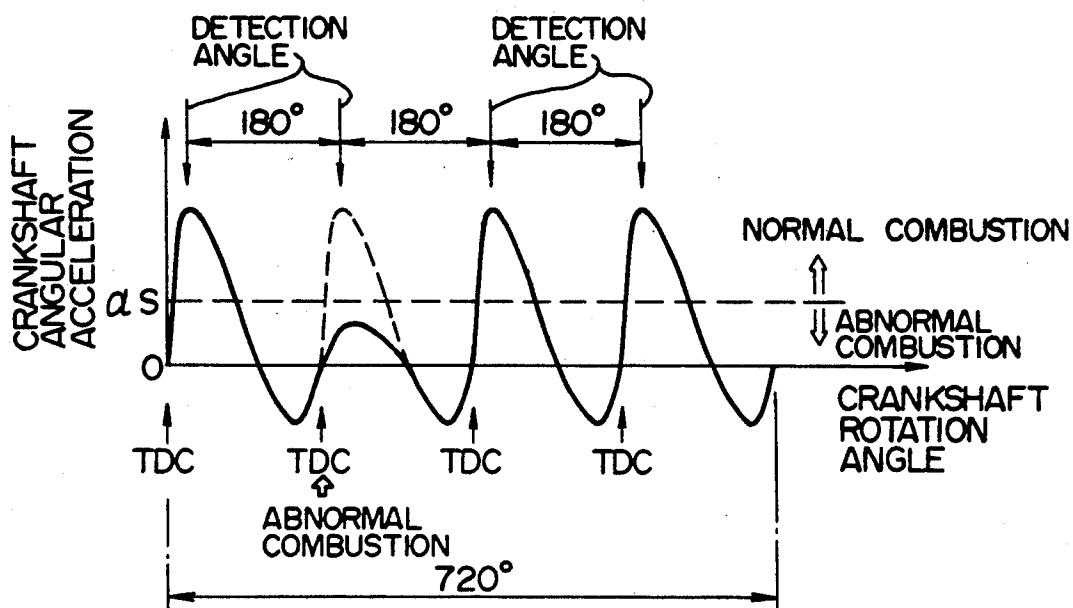 DETECTION
ANGLE
DETECTION
ANGLE
180°
180°
180°
CRANKSHAFT
ANGULAR
ACCELERATION
NORMAL COMBUSTION
αS
ABNORMAL
COMBUSTION
0
CRANKSHAFT
ROTATION
ANGLE
TDC
TDC
TDC
TDC
ABNORMAL
COMBUSTION
720°